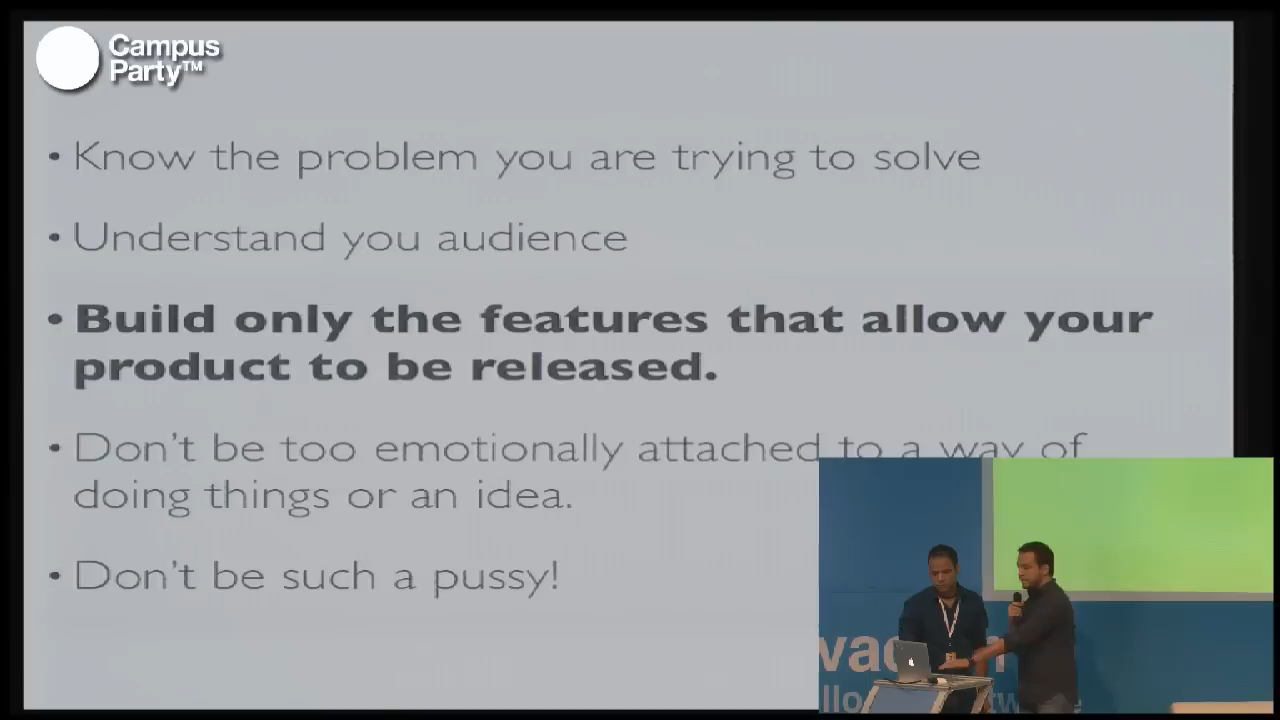 Campus
Party™
• Know the problem you are trying to solve
• Understand you audience
• Build only the features that allow your
product to be released.
• Don't be too emotionally attached to a way of
doing things or an idea.
• Don't be such a pussy!